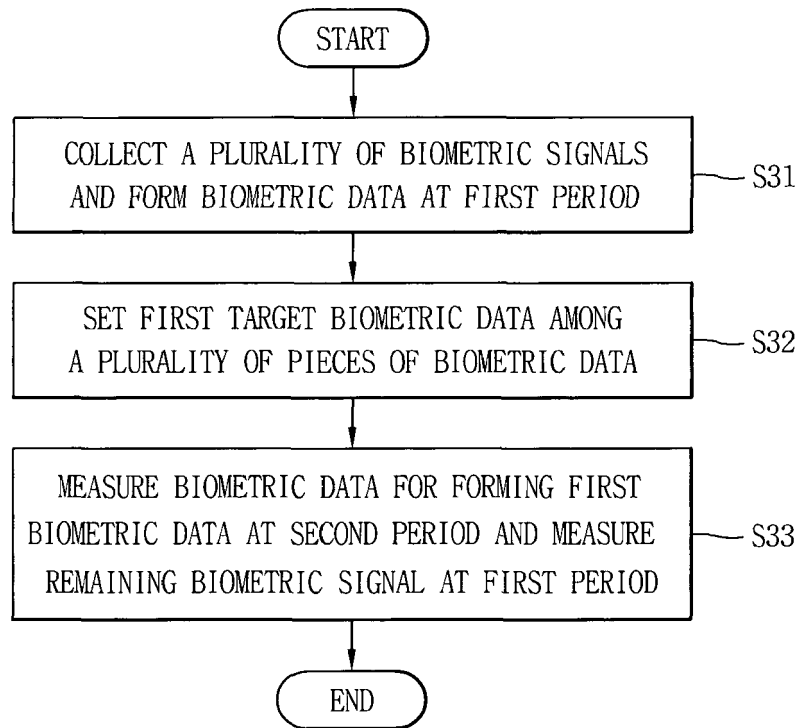 START
COLLECT A PLURALITY OF BIOMETRIC SIGNALS
AND FORM BIOMETRIC DATA AT FIRST PERIOD
S31
SET FIRST TARGET BIOMETRIC DATA AMONG
A PLURALITY OF PIECES OF BIOMETRIC DATA
S32
MEASURE BIOMETRIC DATA FOR FORMING FIRST
BIOMETRIC DATA AT SECOND PERIOD AND MEASURE
REMAINING BIOMETRIC SIGNAL AT FIRST PERIOD
S33
END